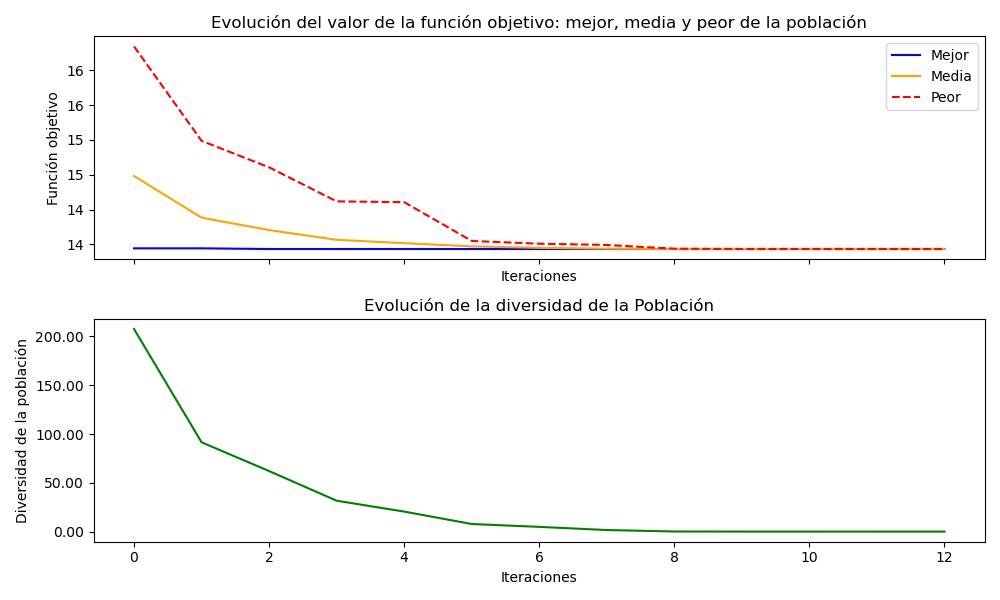 Evolución del valor de la función objetivo: mejor, media y peor de la población
Función objetivo
16
16
15
15
14
14
Mejor
Media
Peor
Iteraciones
Evolución de la diversidad de la Población
Diversidad de la población
200.00
150.00
100.00
50.00
0.00
0 2 4 6 8 10 12
Iteraciones